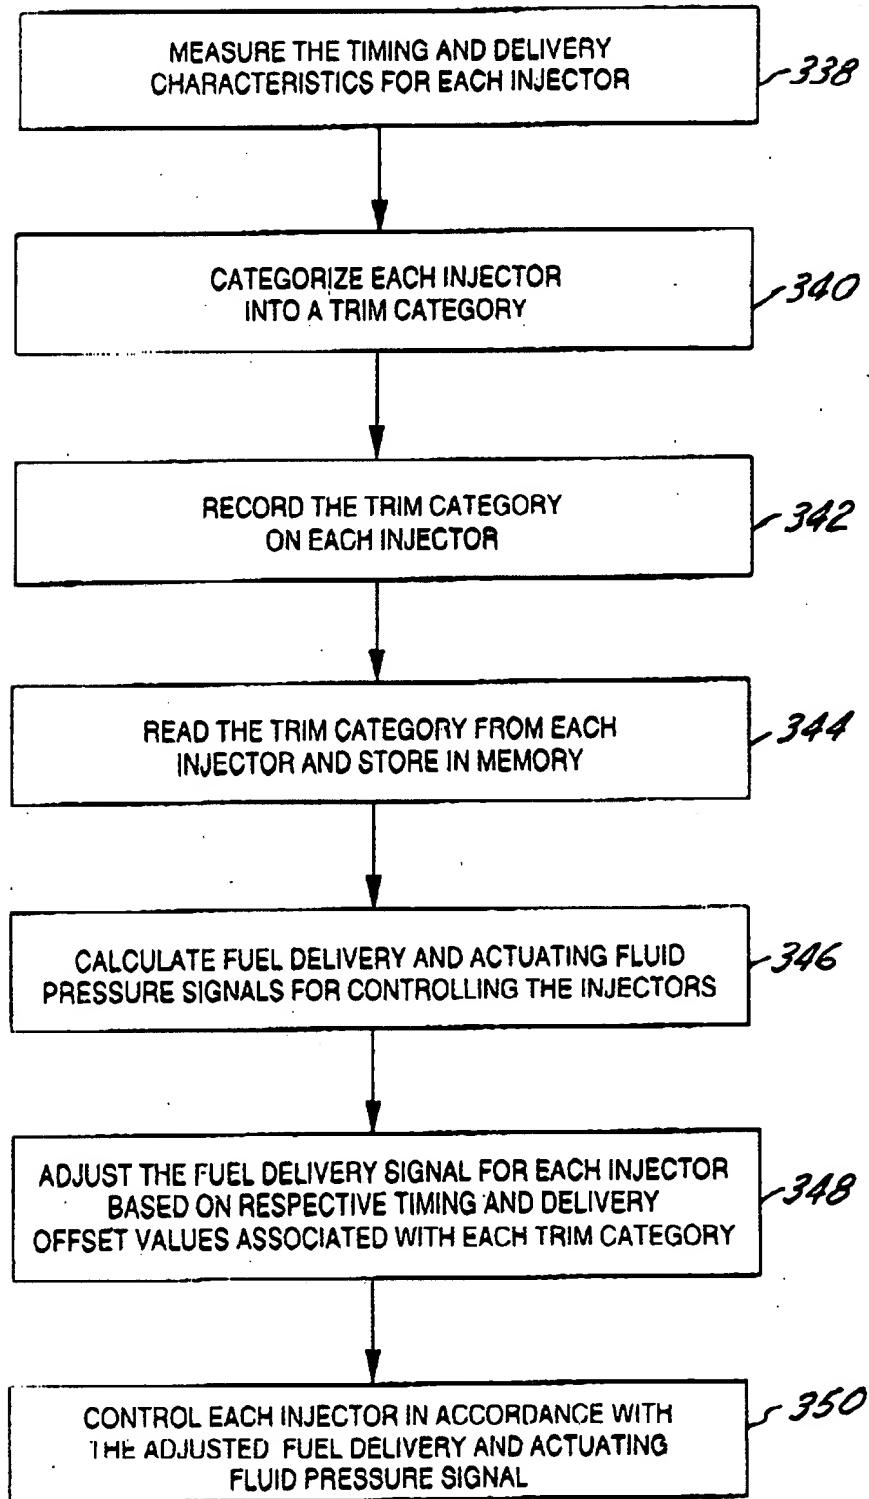 MEASURE THE TIMING AND DELIVERY
CHARACTERISTICS FOR EACH INJECTOR
338
CATEGORIZE EACH INJECTOR
INTO A TRIM CATEGORY
340
RECORD THE TRIM CATEGORY
ON EACH INJECTOR
342
READ THE TRIM CATEGORY FROM EACH
INJECTOR AND STORE IN MEMORY
344
CALCULATE FUEL DELIVERY AND ACTUATING FLUID
PRESSURE SIGNALS FOR CONTROLLING THE INJECTORS
346
ADJUST THE FUEL DELIVERY SIGNAL FOR EACH INJECTOR
BASED ON RESPECTIVE TIMING AND DELIVERY
OFFSET VALUES ASSOCIATED WITH EACH TRIM CATEGORY
348
CONTROL EACH INJECTOR IN ACCORDANCE WITH
THE ADJUSTED FUEL DELIVERY AND ACTUATING
FLUID PRESSURE SIGNAL
350